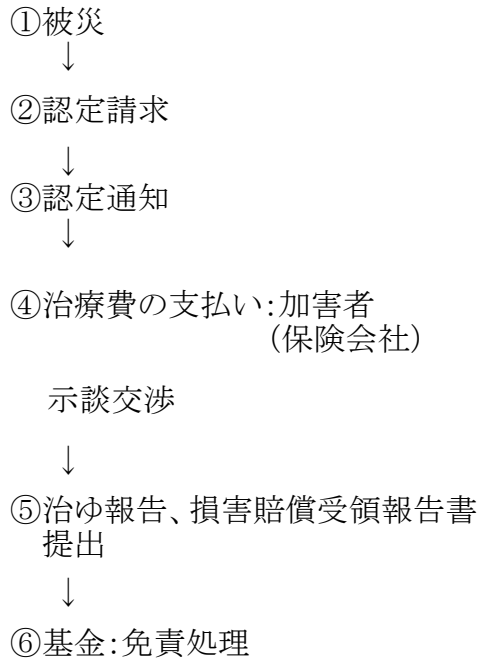 ①被災
↓
②認定請求
↓
③認定通知
↓
④治療費の支払い:加害者
(保険会社)
示談交渉
↓
⑤治ゆ報告、損害賠償受領報告書
提出
↓
⑥基金:免責処理